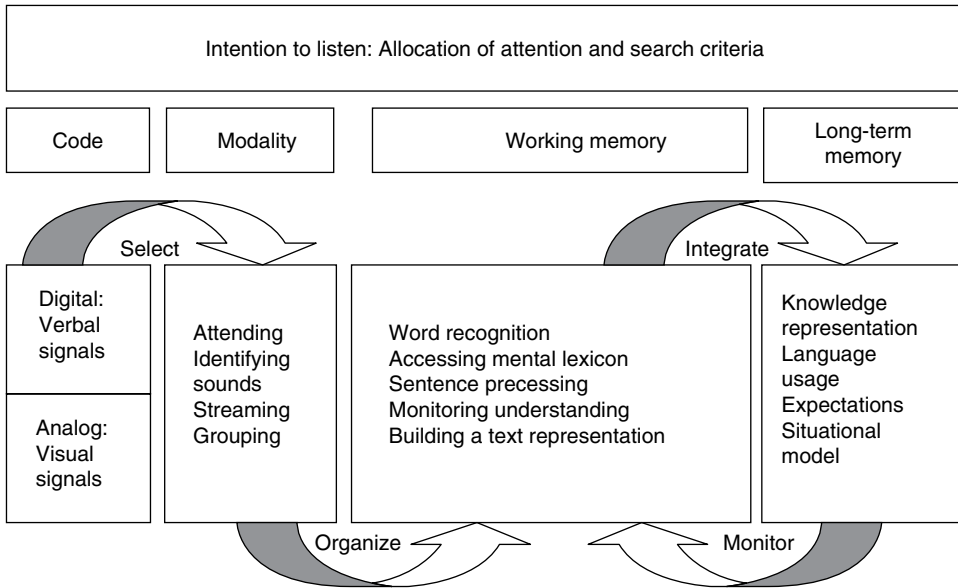 Intention to listen: Allocation of attention and search criteria
Code
Modality
Working memory
Long-term
memory
Select
Integrate
Digital:
Verbal
signals
Analog:
Visual
signals
Attending
Identifying
sounds
Streaming
Grouping
Word recognition
Accessing mental lexicon
Sentence precessing
Monitoring understanding
Building a text representation
Knowledge
representation
Language
usage
Expectations
Situational
model
Organize
Monitor